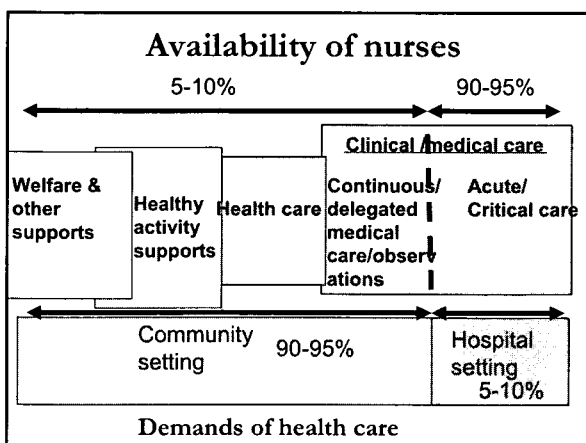 Availability of nurses
5-10%
90-95%
Clinical /medical care
Welfare &
other
supports
Healthy
activity
supports
Health care
Continuous/
delegated
medical
care/observ
ations
Acute/
Critical care
Community
setting
90-95%
Hospital
setting
5-10%
Demands of health care